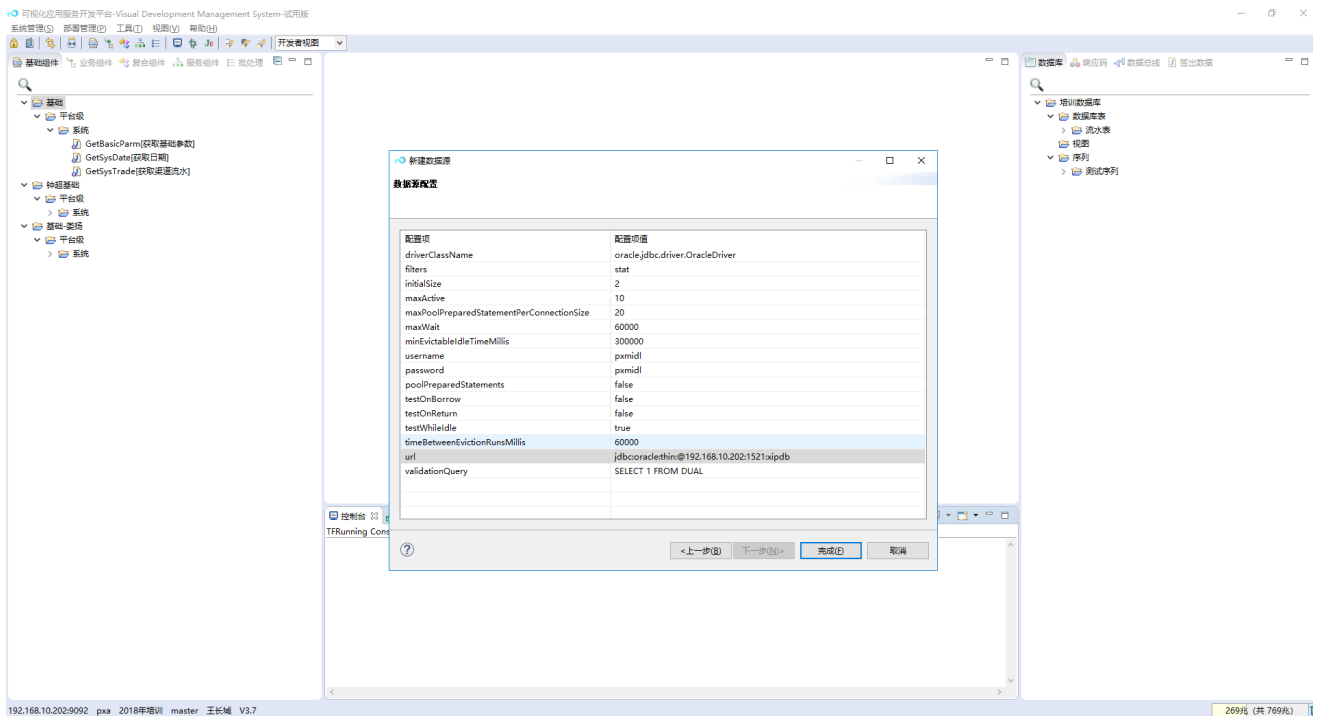 可视化应用服务开发平台-Visual Development Management System-试用版
系统管理(S) 部署管理(P) 工具(T) 视图(V) 帮助(H)
开发者视图
基础组件 业务组件 复合组件 服务组件 批处理
数据库 响应码 数据总线 签出数据
基础
平台级
系统
GetBasicParm[获取基础参数]
GetSysDate[获取日期]
GetSysTrade[获取渠道流水]
钟超基础
平台级
系统
基础-娄扬
平台级
系统
培训数据库
数据库表
流水表
视图
序列
测试序列
新建数据源
数据源配置
配置项 配置项值
driverClassName oracle.jdbc.driver.OracleDriver
filters stat
initialSize 2
maxActive 10
maxPoolPreparedStatementPerConnectionSize 20
maxWait 60000
minEvictableIdleTimeMillis 300000
username pxmidl
password pxmidl
poolPreparedStatements false
testOnBorrow false
testOnReturn false
testWhileIdle true
timeBetweenEvictionRunsMillis 60000
url jdbc:oracle:thin:@192.168.10.202:1521:xipdb
validationQuery SELECT 1 FROM DUAL
<上一步(B) 下一步(N)> 完成(F) 取消
控制台
TFRunning Cons
192.168.10.202:9092 pxa 2018年培训 master 王长城 V3.7
269兆 (共 769兆)